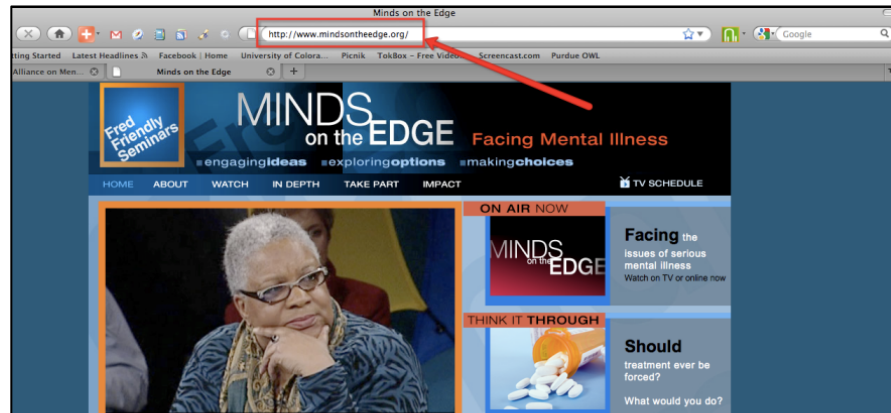 Minds on the Edge
http://www.mindsontheedge.org/
Google
tting Started Latest Headlines Facebook | Home University of Colora... Picnik TokBox - Free Video Screencast.com Purdue OWL
Alliance on Men... Minds on the Edge
Fred
Friendly
Seminars
MINDS
on the EDGE Facing Mental Illness
engagingideas exploringoptions makingchoices
HOME ABOUT WATCH IN DEPTH TAKE PART IMPACT TV SCHEDULE
ON AIR NOW
MINDS
on the
EDGE
Facing the
issues of serious
mental illness
Watch on TV or online now
THINK IT THROUGH
Should
treatment ever be
forced?
What would you do?